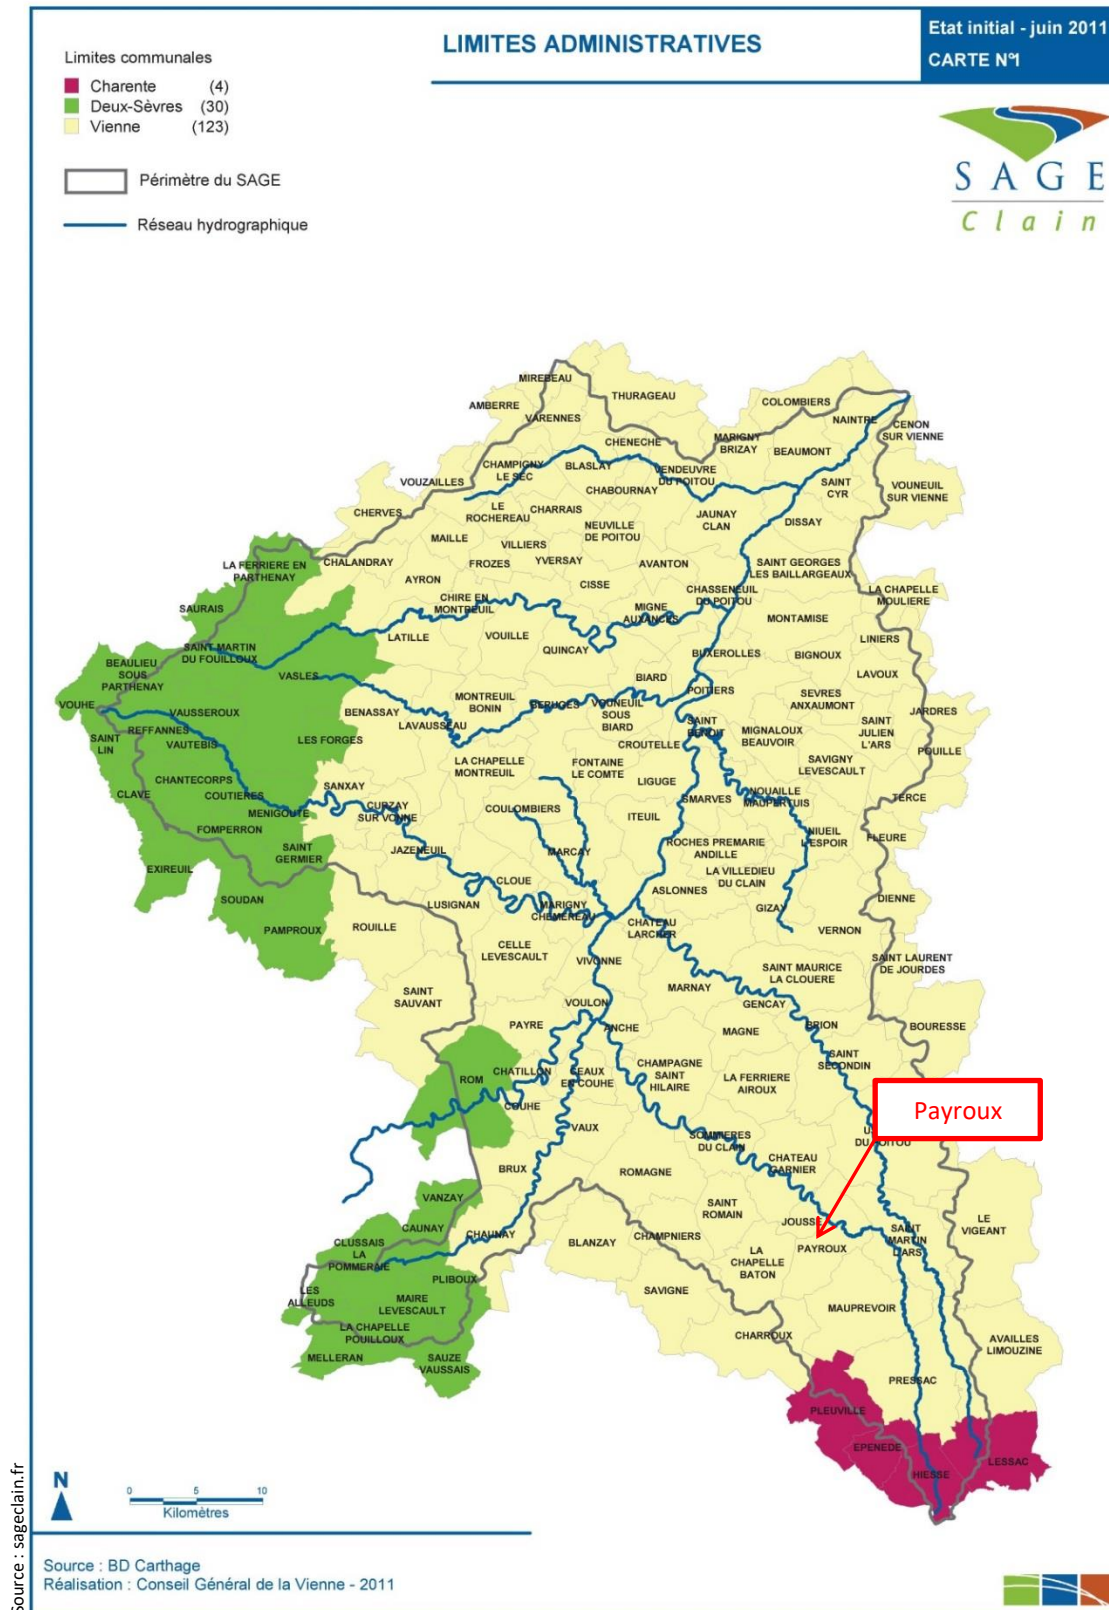 LIMITES ADMINISTRATIVES
Etat initial - juin 2011
CARTE N°1
Limites communales
Charente (4)
Deux-Sèvres (30)
Vienne (123)
Périmètre du SAGE
Réseau hydrographique
SAGE
Clain
MIREBEAU
THURAGEAU
AMBERRE
VARENNES
COLOMBIERS
NAINTRE
CENON
SUR VIENNE
CHENECHE
MARIGNY
BRIZAY
BEAUMONT
CHAMPIGNY
LE SEC
BLASLAY
VENDEUVRE
DU POITOU
VOUZAILLES
CHABOURNAY
SAINT
CYR
VOUNEUIL
SUR VIENNE
CHERVES
LE
ROCHEREAU
CHARRAIS
NEUVILLE
DE POITOU
JAUNAY
CLAN
DISSAY
MAILLE
VILLIERS
LA FERRIERE EN
PARTHENAY
CHALANDRAY
FROZES
YVERSAY
AVANTON
SAINT GEORGES
LES BAILLARGEAUX
AYRON
CISSE
CHASSENEUIL
DU POITOU
LA CHAPELLE
MOULIERE
SAURAIS
CHIRE EN
MONTREUIL
MIGNE
AUXANCES
MONTAMISE
LATILLE
VOUILLE
LINIERS
SAINT MARTIN
DU FOUILLOUX
QUINCAY
BUXEROLLES
BIGNOUX
BEAULIEU
SOUS
PARTHENAY
VASLES
BIARD
LAVOUX
VOUHE
MONTREUIL
BONIN
BERUGES
VOUNEUIL
SOUS
BIARD
POITIERS
SEVRES
ANXAUMONT
VAUSSEROUX
BENASSAY
LAVAUSSEAU
SAINT
BENOIT
MIGNALOUX
BEAUVOIR
SAINT
JULIEN
L'ARS
JARDRES
REFFANNES
SAINT
LIN
VAUTEBIS
LES FORGES
CROUTELLE
POUILLE
LA CHAPELLE
MONTREUIL
FONTAINE
LE COMTE
SAVIGNY
LEVESCAULT
CHANTECORPS
CLAVE
COUTIERES
SANXAY
LIGUGE
NOUAILLE
MAUPERTUIS
TERCE
MENIGOUTE
CURZAY
SUR VONNE
COULOMBIERS
SMARVES
ITEUIL
FOMPERRON
NIUEIL
L'ESPOIR
FLEURE
SAINT
GERMIER
JAZENEUIL
MARCAY
ROCHES PREMARIE
ANDILLE
EXIREUIL
LA VILLEDIEU
DU CLAIN
CLOUE
ASLONNES
SOUDAN
LUSIGNAN
MARIGNY
CHEMEREAU
GIZAY
DIENNE
PAMPROUX
ROUILLE
CHATEAU
LARCHER
VERNON
CELLE
LEVESCAULT
VIVONNE
SAINT LAURENT
DE JOURDES
SAINT MAURICE
LA CLOUERE
SAINT
SAUVANT
MARNAY
GENCAY
VOULON
PAYRE
ANCHE
MAGNE
BRION
BOURESSE
SAINT
SECONDIN
ROM
CHATILLON
CEAUX
EN COUHE
CHAMPAGNE
SAINT
HILAIRE
LA FERRIERE
AIROUX
COUHE
Payroux
VAUX
SOMMIERES
DU CLAIN
DU POITOU
CHATEAU
GARNIER
BRUX
ROMAGNE
VANZAY
SAINT
ROMAIN
CAUNAY
CHAUNAY
JOUSSE
SAINT
MARTIN
L'ARS
LE
VIGEANT
CLUSSAIS
LA
POMMERAIE
BLANZAY
CHAMPNIERS
LA
CHAPELLE
BATON
PAYROUX
PLIBOUX
LES
ALLEUDS
MAIRE
LEVESCAULT
SAVIGNE
MAUPREVOIR
LA CHAPELLE
POUILLOUX
CHARROUX
AVAILLES
LIMOUZINE
MELLERAN
SAUZE
VAUSSAIS
PRESSAC
PLEUVILLE
EPENEDE
HIESSE
LESSAC
N
0 5 10
Kilomètres
Source : BD Carthage
Réalisation : Conseil Général de la Vienne - 2011
Source : sageclain.fr